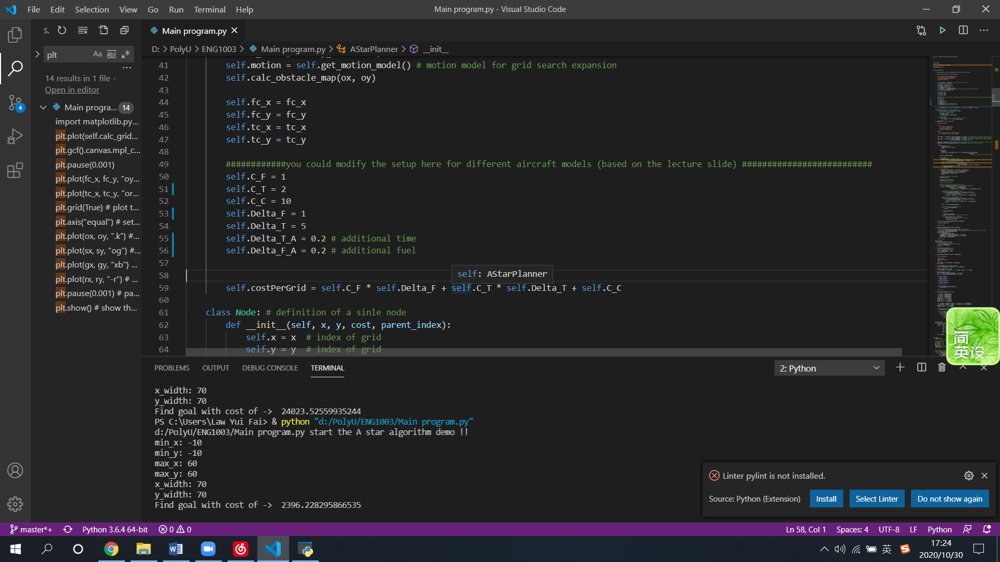 File Edit Selection View Go Run Terminal Help
Main program.py - Visual Studio Code
S.
Main program.py
plt
Aa Abl .*
D: > PolyU > ENG1003 > Main program.py > AStarPlanner > __init__
14 results in 1 file -
Open in editor
Main progra... 14
import matplotlib.py...
plt.plot(self.calc_grid...
plt.gcf().canvas.mpl_c...
plt.pause(0.001)
plt.plot(fc_x, fc_y, "oy...
plt.plot(tc_x, tc_y, "or...
plt.grid(True) # plot t...
plt.axis("equal") # set...
plt.plot(ox, oy, ".k") #...
plt.plot(sx, sy, "og") #...
plt.plot(gx, gy, "xb") ...
plt.plot(rx, ry, "-r") # ...
plt.pause(0.001) # pa...
plt.show() # show th...
4
41 self.motion = self.get_motion_model() # motion model for grid search expansion
42 self.calc_obstacle_map(ox, oy)
43
44 self.fc_x = fc_x
45 self.fc_y = fc_y
46 self.tc_x = tc_x
47 self.tc_y = tc_y
48
49 ############you could modify the setup here for different aircraft models (based on the lecture slide) ##########################
50 self.C_F = 1
51 self.C_T = 2
52 self.C_C = 10
53 self.Delta_F = 1
54 self.Delta_T = 5
55 self.Delta_T_A = 0.2 # additional time
56 self.Delta_F_A = 0.2 # additional fuel
57
self: AStarPlanner
58
59 self.costPerGrid = self.C_F * self.Delta_F + self.C_T * self.Delta_T + self.C_C
60
61 class Node: # definition of a sinle node
62 def __init__(self, x, y, cost, parent_index):
63 self.x = x # index of grid
64 self.y = y # index of grid
简
英设
PROBLEMS OUTPUT DEBUG CONSOLE TERMINAL
2: Python
x_width: 70
y_width: 70
Find goal with cost of -> 24023.52559935244
PS C:\Users\Law Yui Fai> & python "d:/PolyU/ENG1003/Main program.py"
d:/PolyU/ENG1003/Main program.py start the A star algorithm demo !!
min_x: -10
min_y: -10
max_x: 60
max_y: 60
x_width: 70
y_width: 70
Find goal with cost of -> 2396.228295866535
Linter pylint is not installed.
Source: Python (Extension) Install Select Linter Do not show again
master*+ Python 3.6.4 64-bit 0 0
Ln 58, Col 1 Spaces: 4 UTF-8 LF Python
英
17:24
2020/10/30